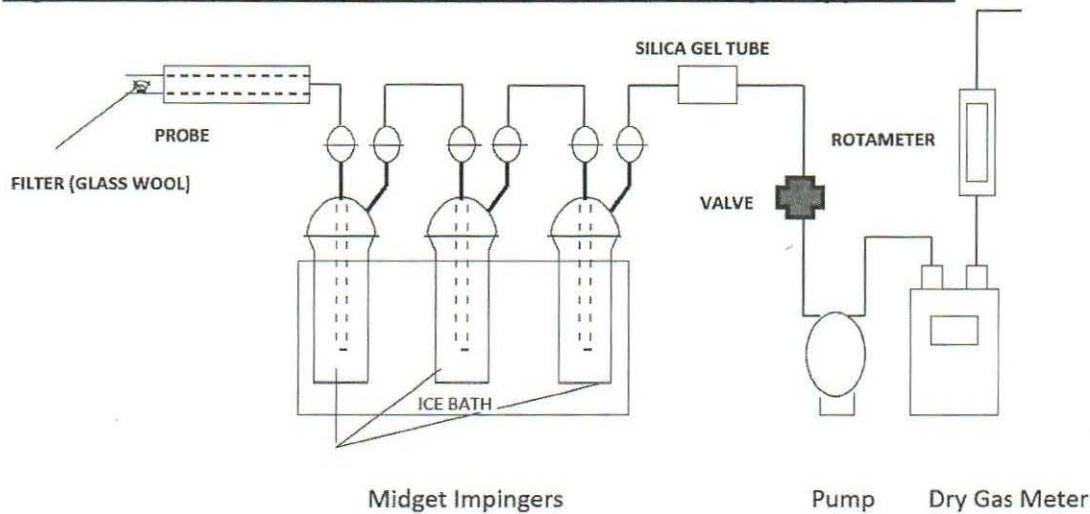 SILICA GEL TUBE
PROBE
ROTAMETER
FILTER (GLASS WOOL)
VALVE
ICE BATH
Midget Impingers
Pump
Dry Gas Meter